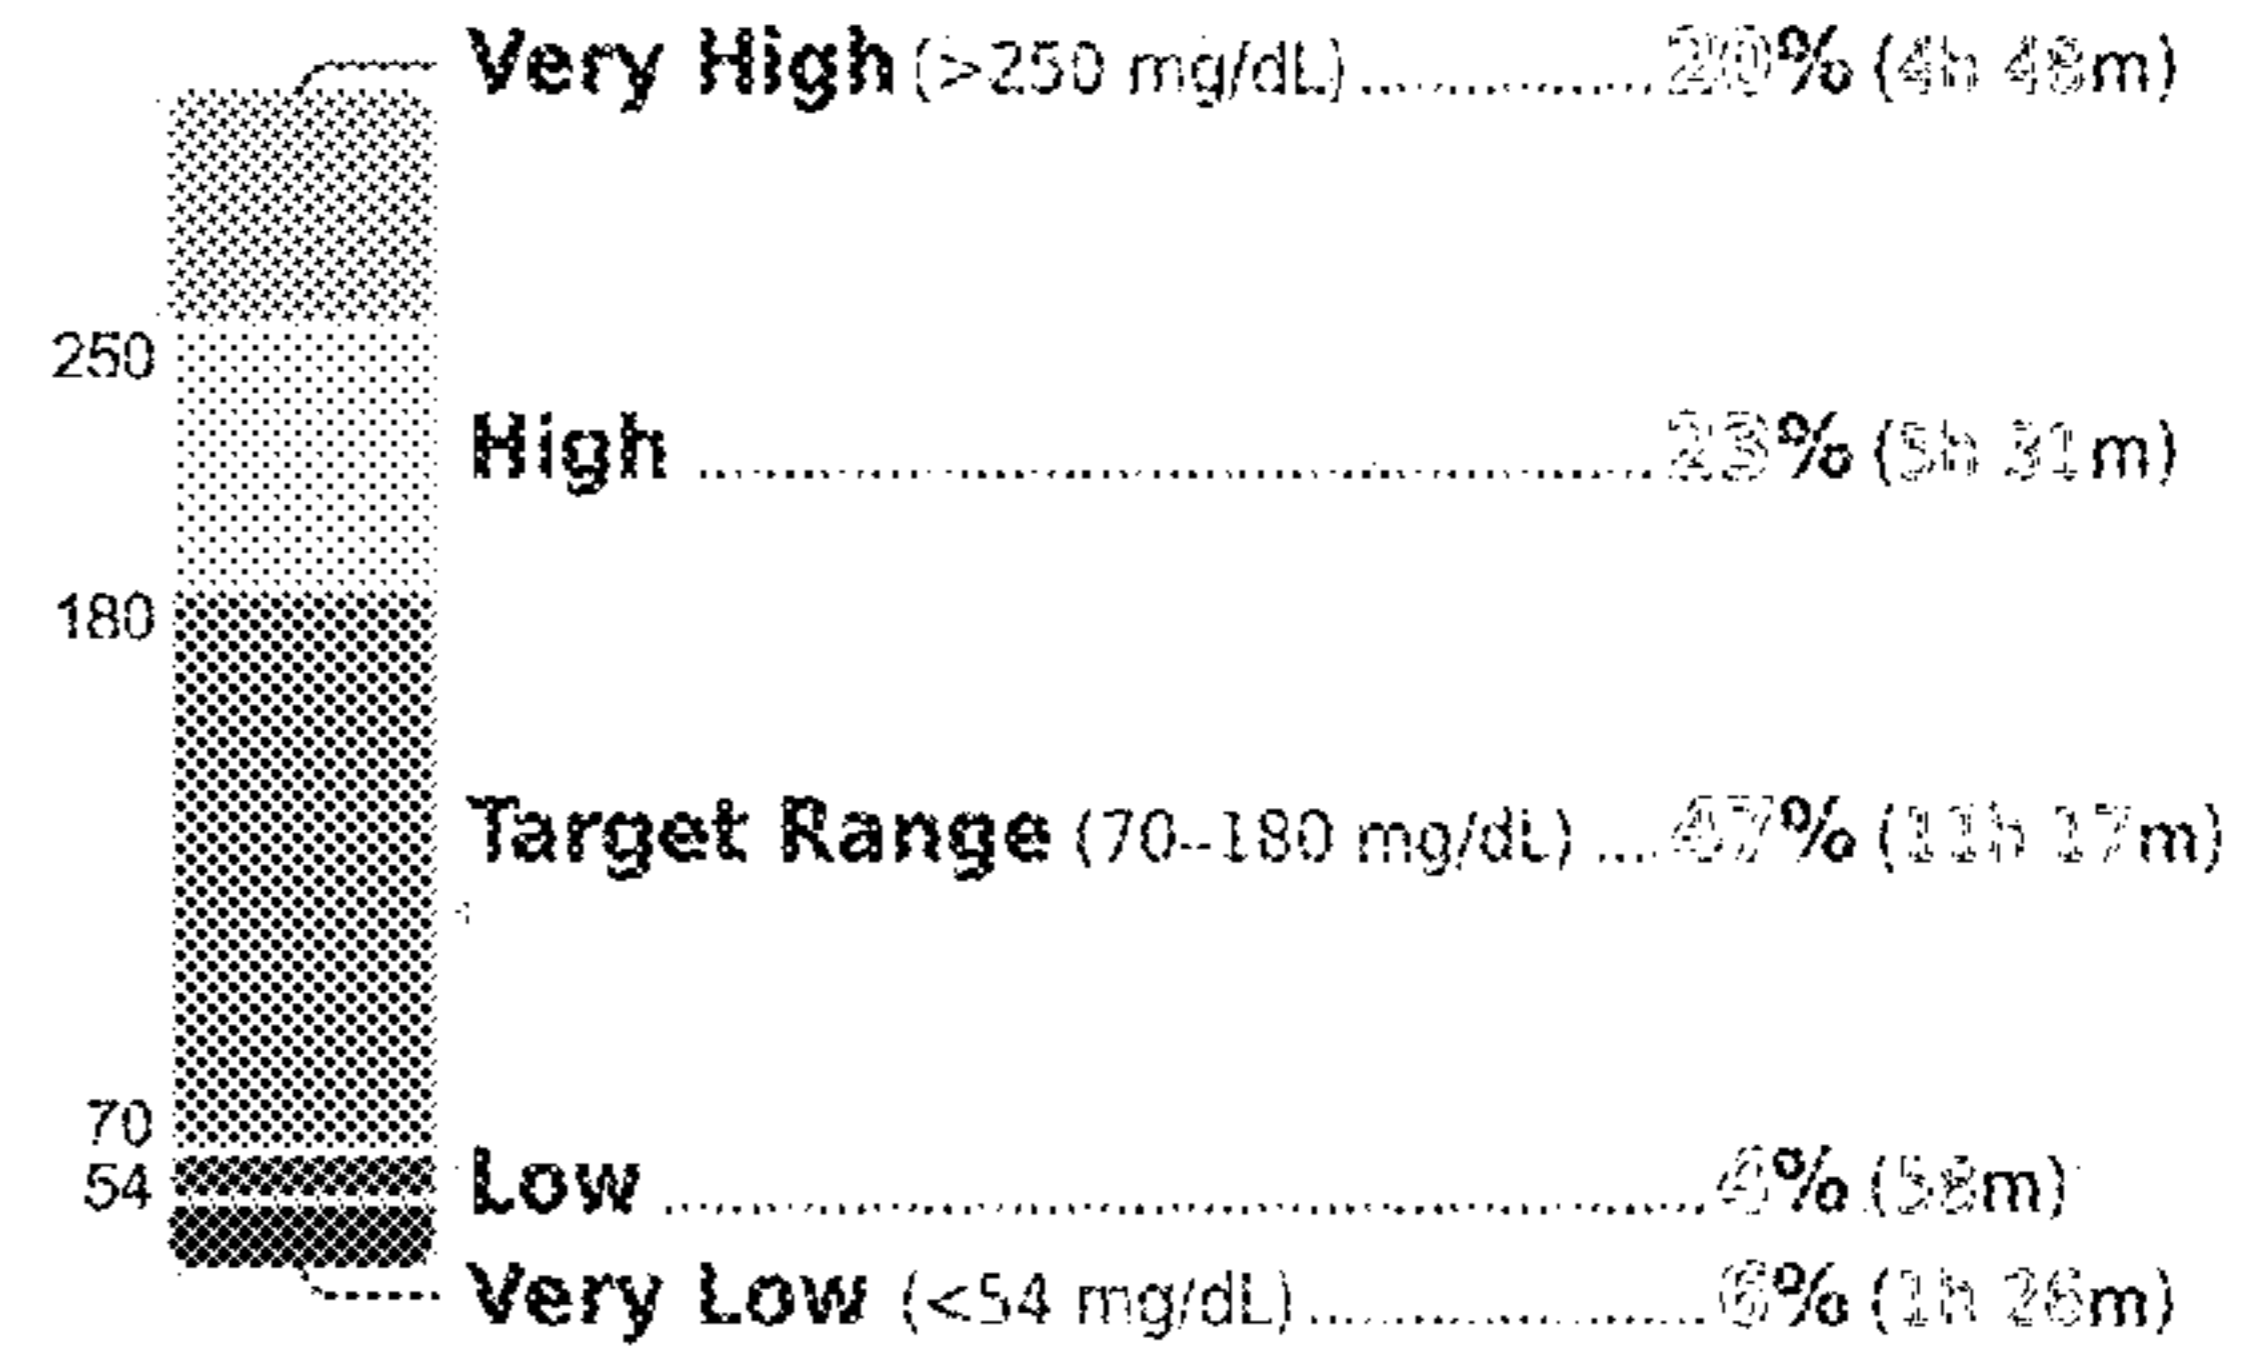 Very High (>250 mg/dL)..............20% (4h 48m)
250
High ..............................23% (5h 31m)
180
Target Range (70-180 mg/dL) ...47% (11h 17m)
70
Low ..............................4% (58m)
54
Very Low (<54 mg/dL)..............6% (1h 26m)